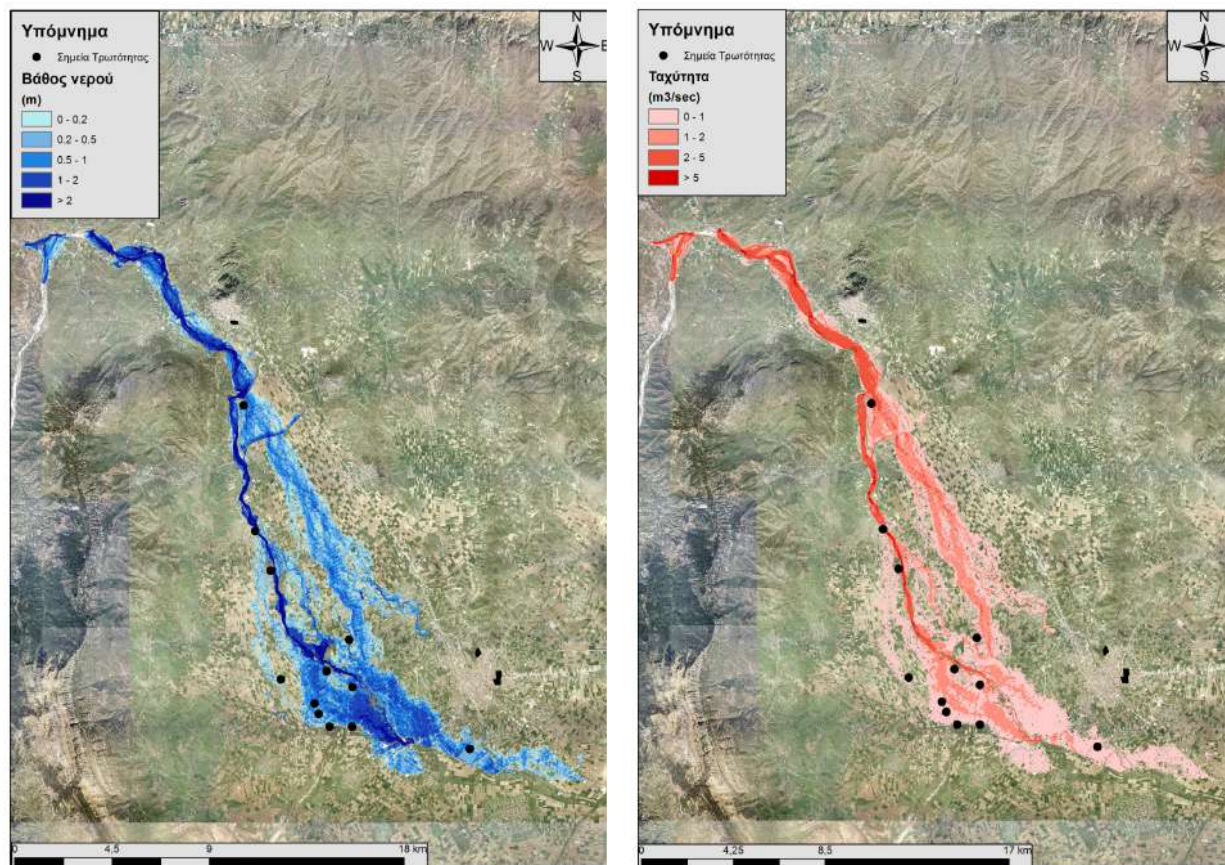 Υπόμνημα
Σημεία Τρωτότητας
Βάθος νερού
(m)
0 - 0.2
0.2 - 0.5
0.5 - 1
1 - 2
> 2
N
W E
S
0 4,5 9 18 km
Υπόμνημα
Σημεία Τρωτότητας
Ταχύτητα
(m3/sec)
0 - 1
1 - 2
2 - 5
> 5
N
W E
S
0 4,25 8,5 17 km